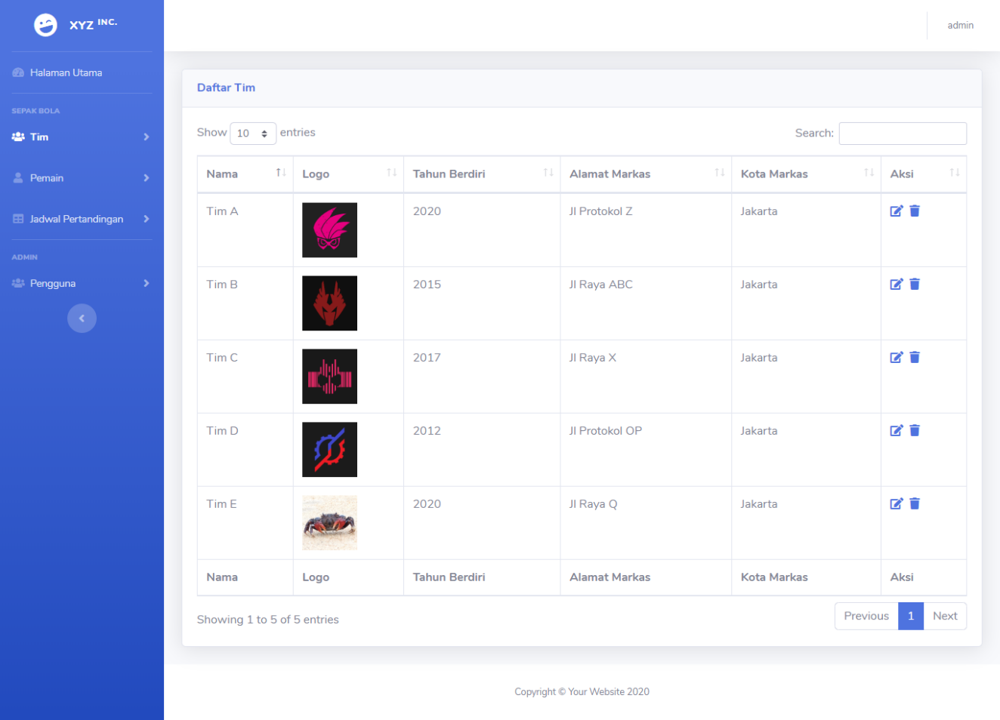 XYZ INC.
admin
Halaman Utama
SEPAK BOLA
Tim
Pemain
Jadwal Pertandingan
ADMIN
Pengguna
Daftar Tim
Show 10 entries
Search:
Nama Logo Tahun Berdiri Alamat Markas Kota Markas Aksi
Tim A 2020 Jl Protokol Z Jakarta
Tim B 2015 Jl Raya ABC Jakarta
Tim C 2017 Jl Raya X Jakarta
Tim D 2012 Jl Protokol OP Jakarta
Tim E 2020 Jl Raya Q Jakarta
Nama Logo Tahun Berdiri Alamat Markas Kota Markas Aksi
Showing 1 to 5 of 5 entries
Previous 1 Next
Copyright © Your Website 2020